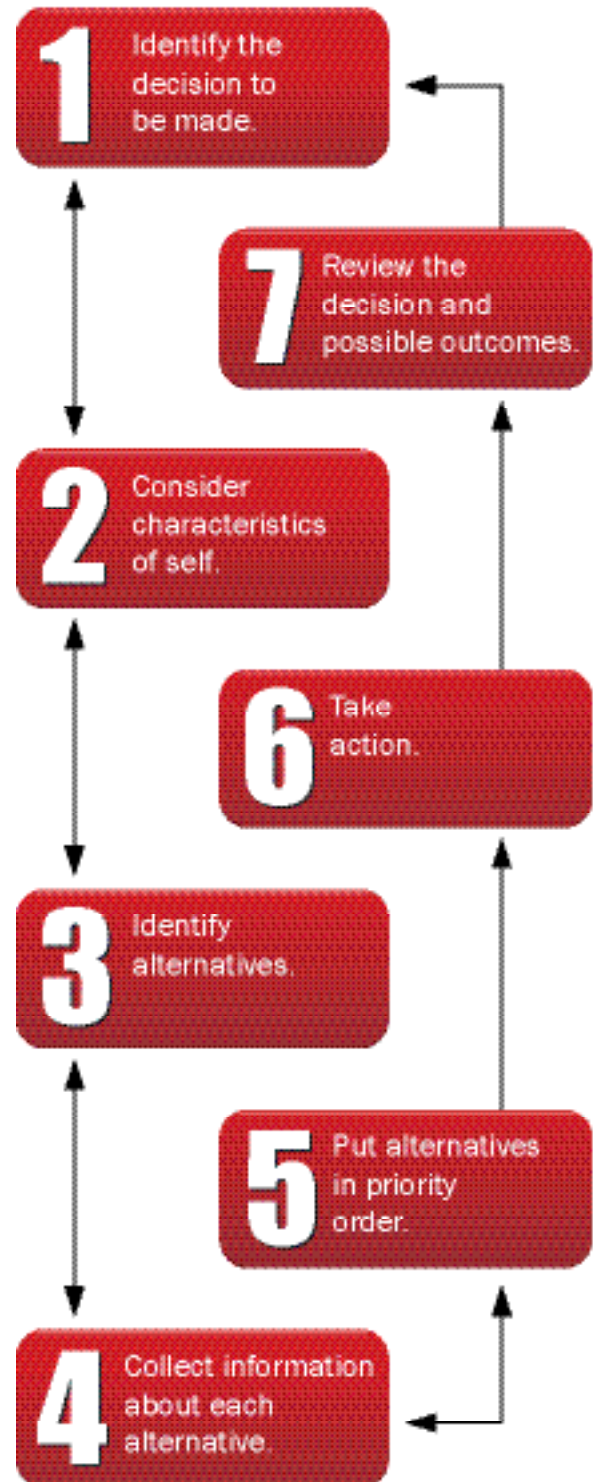 1
Identify the
decision to
be made.
7
Review the
decision and
possible outcomes.
2
Consider
characteristics
of self.
6
Take
action.
3
Identify
alternatives.
5
Put alternatives
in priority
order.
4
Collect information
about each
alternative.